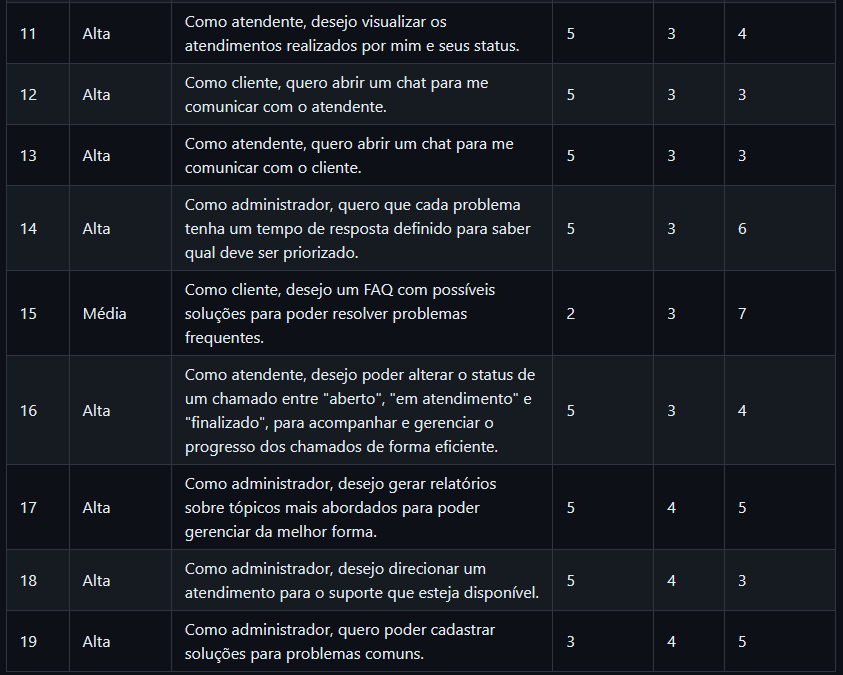 11 Alta Como atendente, desejo visualizar os
atendimentos realizados por mim e seus status. 5 3 4
12 Alta Como cliente, quero abrir um chat para me
comunicar com o atendente. 5 3 3
13 Alta Como atendente, quero abrir um chat para me
comunicar com o cliente. 5 3 3
14 Alta Como administrador, quero que cada problema
tenha um tempo de resposta definido para saber
qual deve ser priorizado. 5 3 6
15 Média Como cliente, desejo um FAQ com possíveis
soluções para poder resolver problemas
frequentes. 2 3 7
16 Alta Como atendente, desejo poder alterar o status de
um chamado entre "aberto", "em atendimento" e
"finalizado", para acompanhar e gerenciar o
progresso dos chamados de forma eficiente. 5 3 4
17 Alta Como administrador, desejo gerar relatórios
sobre tópicos mais abordados para poder
gerenciar da melhor forma. 5 4 5
18 Alta Como administrador, desejo direcionar um
atendimento para o suporte que esteja disponível. 5 4 3
19 Alta Como administrador, quero poder cadastrar
soluções para problemas comuns. 3 4 5